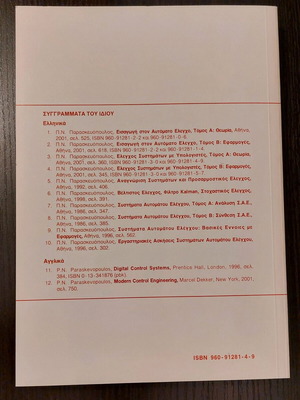 ΣΥΓΓΡΑΜΜΑΤΑ ΤΟΥ ΙΔΙΟΥ
Ελληνικά
1. Π.Ν. Παρασκευόπουλος, Εισαγωγή στον Αυτόματο Έλεγχο, Τόμος Α: Θεωρία, Αθήνα,
2001, σελ. 525, ISBN 960-91281-2-2 και 960-91281-0-6.
2. Π.Ν. Παρασκευόπουλος, Εισαγωγή στον Αυτόματο Έλεγχο, Τόμος Β: Εφαρμογές,
Αθήνα, 2001, σελ. 618, ISBN 960-91281-2-2 και 960-91281-1-4.
3. Π.Ν. Παρασκευόπουλος, Έλεγχος Συστημάτων με Υπολογιστές, Τόμος Α: Θεωρία,
Αθήνα, 2001, σελ. 360, ISBN 960-91281-3-0 και 960-91281-4-9.
4. Π.Ν. Παρασκευόπουλος, Έλεγχος Συστημάτων με Υπολογιστές, Τόμος Β: Εφαρμογές,
Αθήνα, 2001, σελ. 345, ISBN 960-91281-3-0 και 960-91281-5-7.
5. Π.Ν. Παρασκευόπουλος, Αναγνώριση Συστημάτων και Προσαρμοστικός Έλεγχος,
Αθήνα, 1992, σελ. 406.
6. Π.Ν. Παρασκευόπουλος, Βέλτιστος Έλεγχος, Φίλτρο Kalman, Στοχαστικός Έλεγχος,
Αθήνα, 1998, σελ. 391.
7. Π.Ν. Παρασκευόπουλος, Συστήματα Αυτομάτου Ελέγχου, Τόμος Α: Ανάλυση Σ.Α.Ε.,
Αθήνα, 1986, σελ. 347.
8. Π.Ν. Παρασκευόπουλος, Συστήματα Αυτομάτου Ελέγχου, Τόμος Β: Σύνθεση Σ.Α.Ε.,
Αθήνα, 1986, σελ. 385.
9. Π.Ν. Παρασκευόπουλος, Συστήματα Αυτομάτου Ελέγχου: Βασικές Έννοιες με
Εφαρμογές, Αθήνα, 1996, σελ. 562.
10. Π.Ν. Παρασκευόπουλος, Εργαστηριακές Ασκήσεις Συστημάτων Αυτομάτου Ελέγχου,
Αθήνα, 1996, σελ. 302.
Αγγλικά
11. P.N. Paraskevopoulos, Digital Control Systems, Prentice Hall, London, 1996, σελ.
384, ISBN 0-13-341876 (pbk).
12. P.N. Paraskevopoulos, Modern Control Engineering, Marcel Dekker, New York, 2001,
σελ. 750.
ISBN 960-91281-4-9